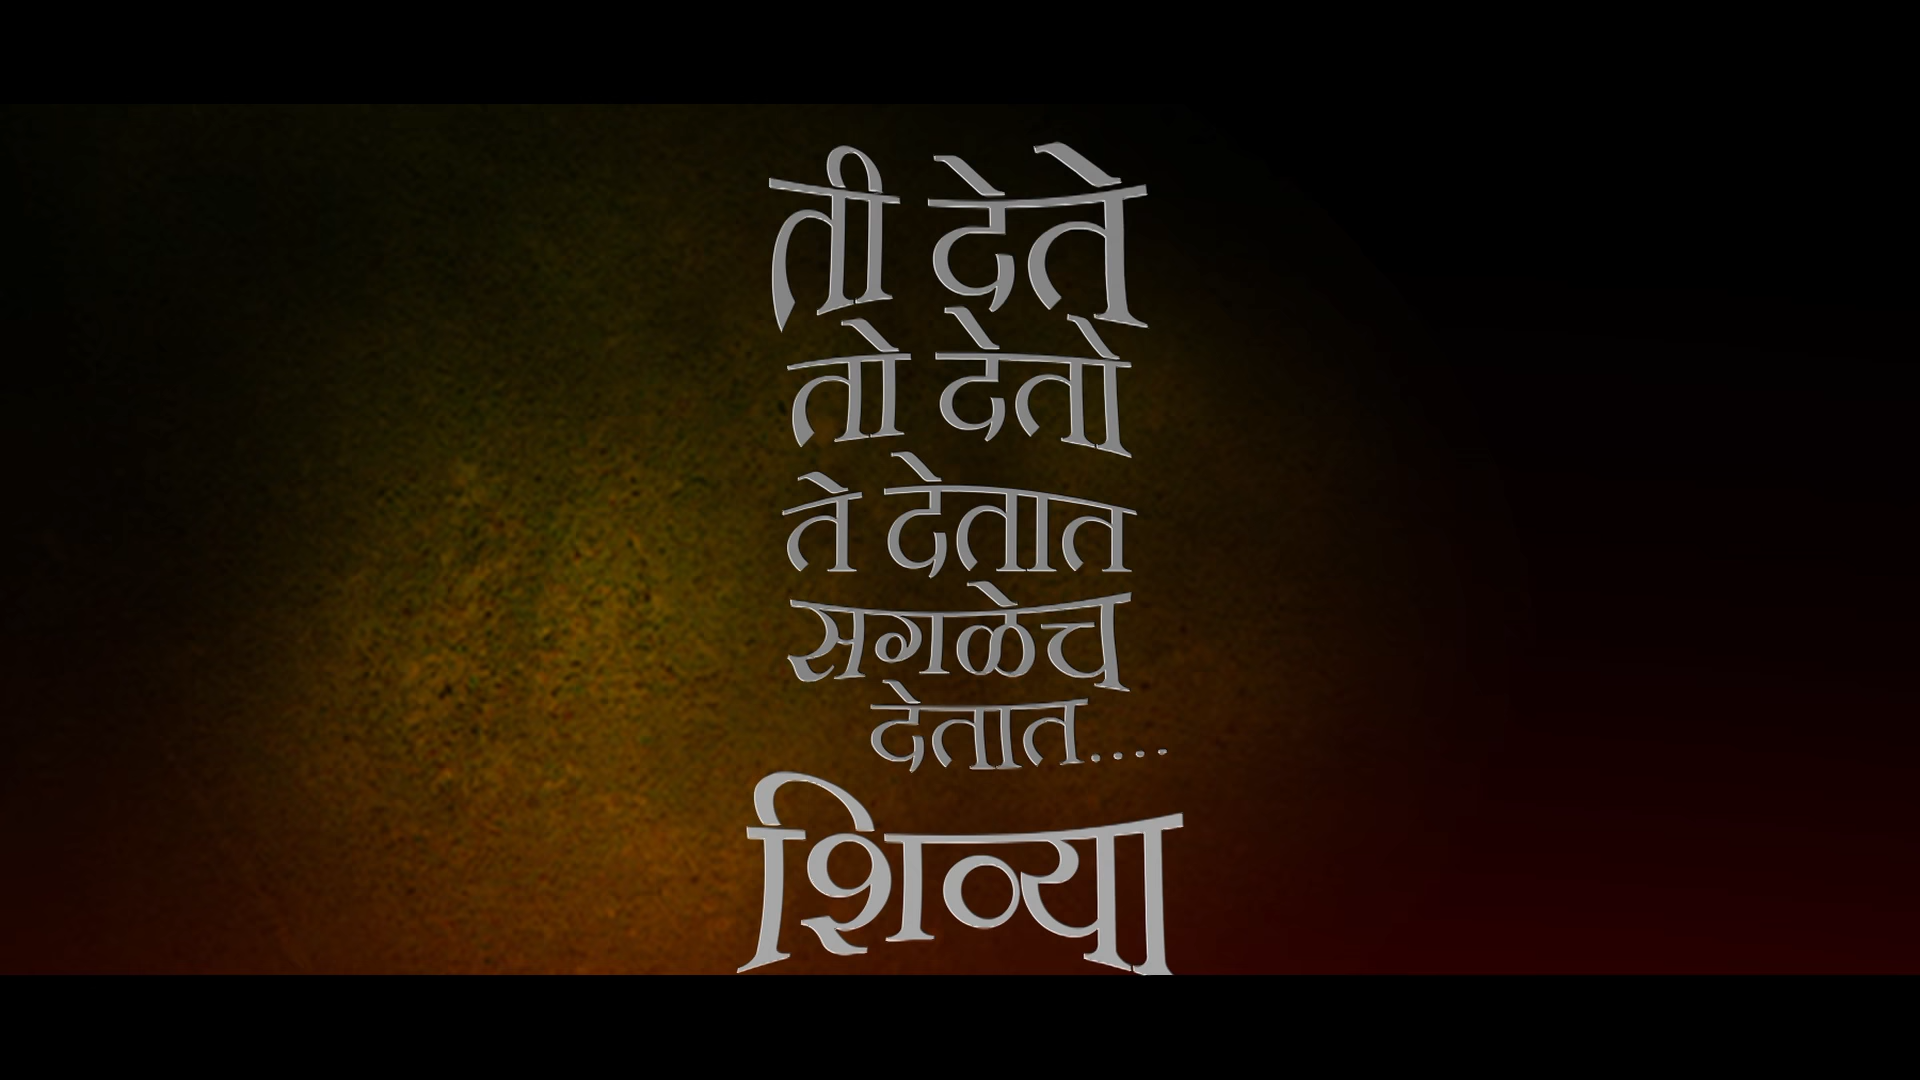 ती देते
तो देतो
ते देतात
सगळेच
देतात....
शिव्या